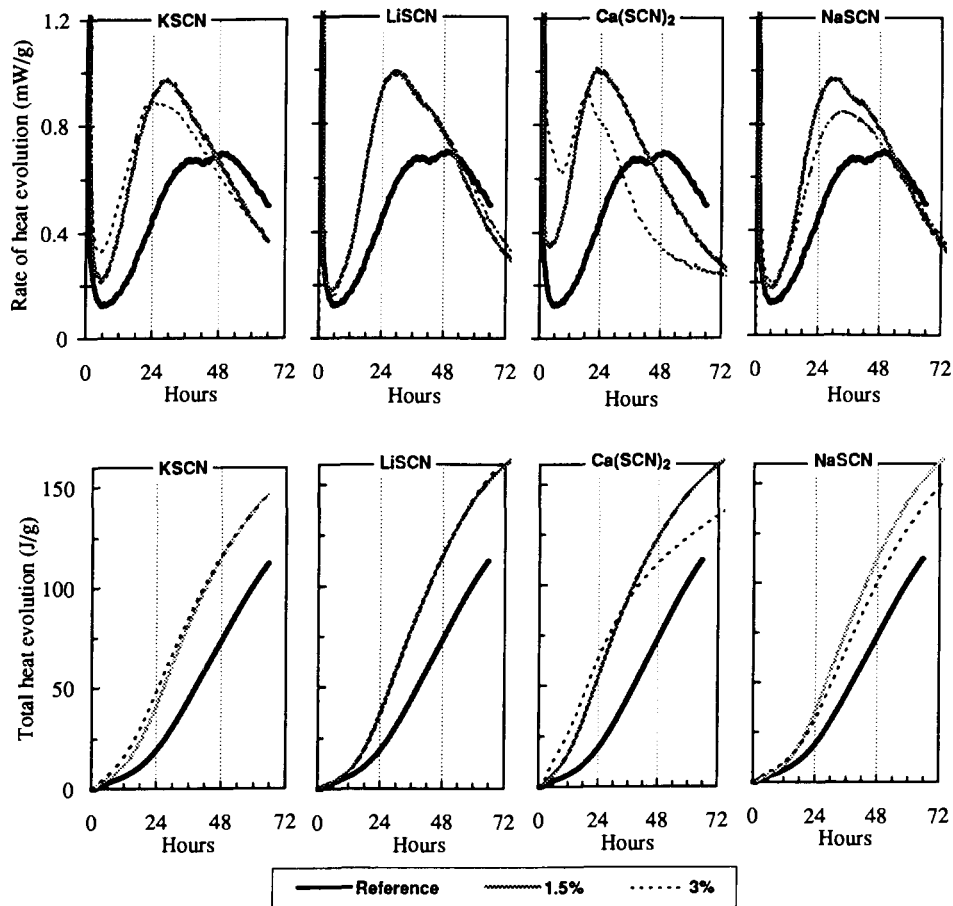 KSCN LiSCN Ca(SCN)2 NaSCN
Rate of heat evolution (mW/g)
1.2
0.8
0.4
0
0 24 48 72 0 24 48 72 0 24 48 72 0 24 48 72
Hours Hours Hours Hours
KSCN LiSCN Ca(SCN)2 NaSCN
Total heat evolution (J/g)
150
100
50
0
0 24 48 72 0 24 48 72 0 24 48 72 0 24 48 72
Hours Hours Hours Hours
Reference 1.5% 3%